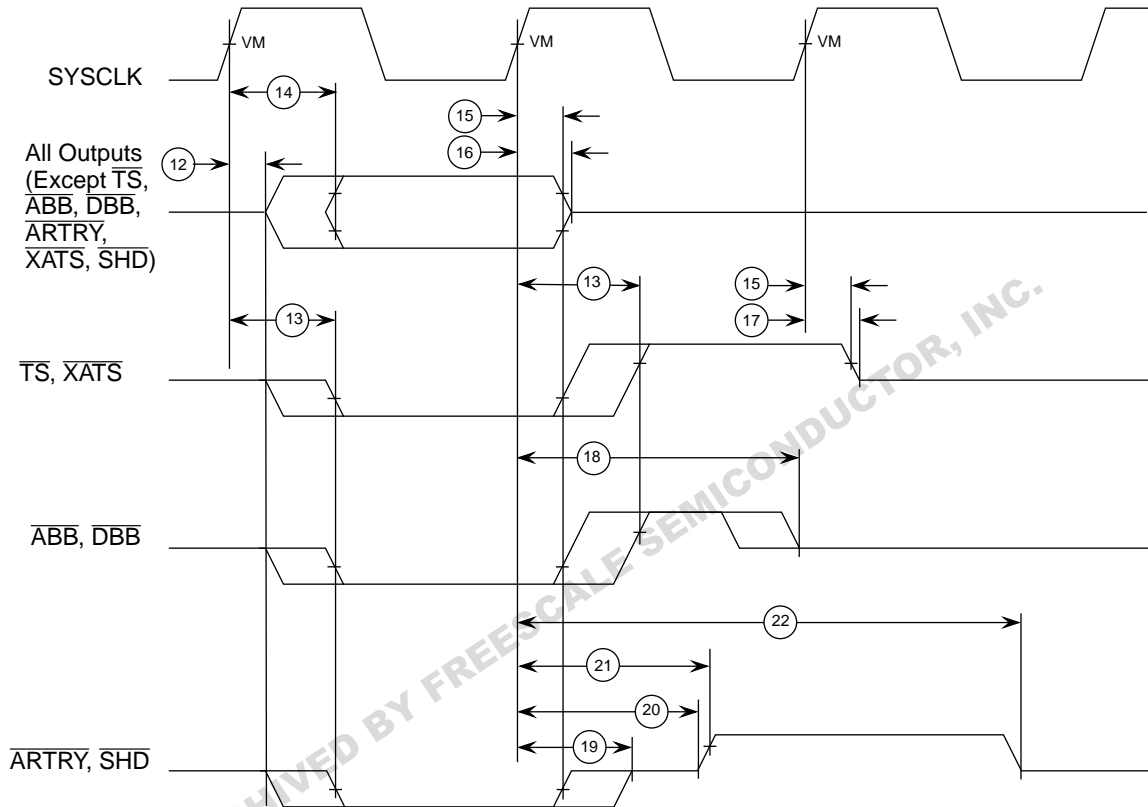 VM
VM
VM
SYSCLK
14
15
16
12
All Outputs
(Except TS,
ABB, DBB,
ARTRY,
XATS, SHD)
13
15
13
17
TS, XATS
18
ABB, DBB
22
21
20
19
ARTRY, SHD
HIVED BY FREESCALE SEMICONDUCTOR, INC.